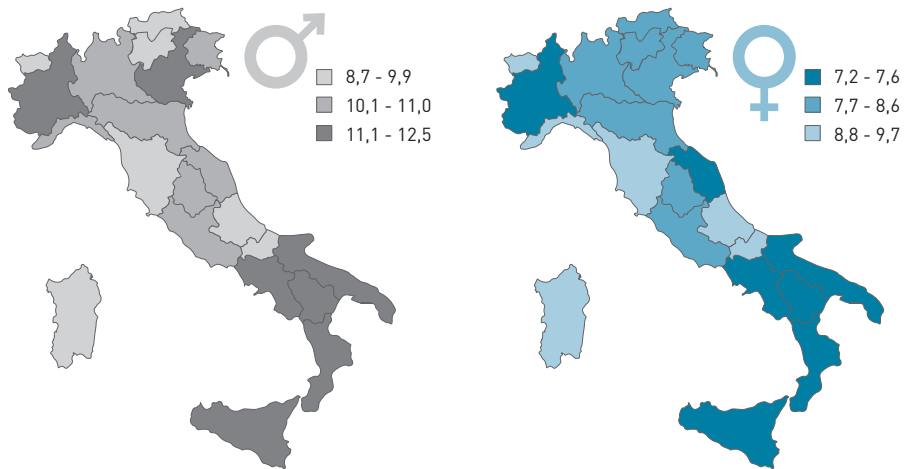 8,7 - 9,9
10,1 - 11,0
11,1 - 12,5
7,2 - 7,6
7,7 - 8,6
8,8 - 9,7